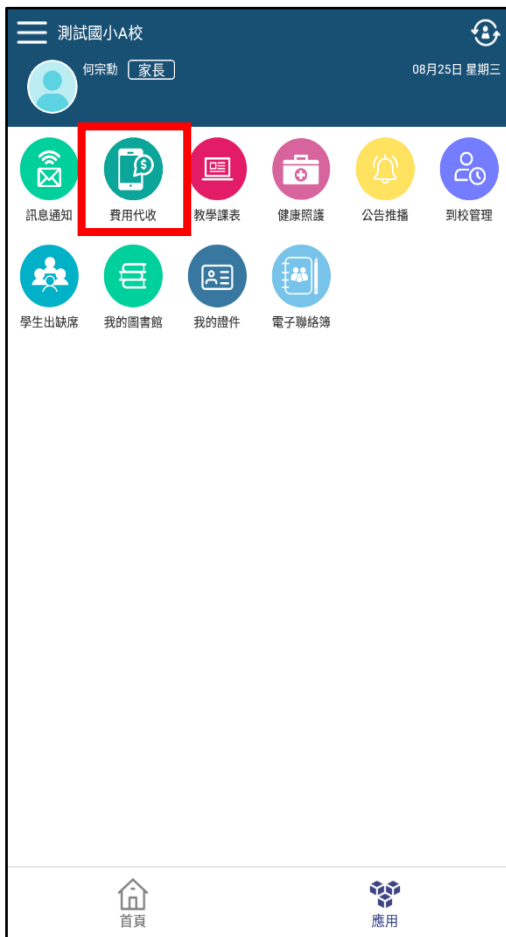 測試國小A校
何宗勳 家長
08月25日 星期三
訊息通知 費用代收 教學課表 健康照護 公告推播 到校管理
學生出缺席 我的圖書館 我的證件 電子聯絡簿
首頁 應用